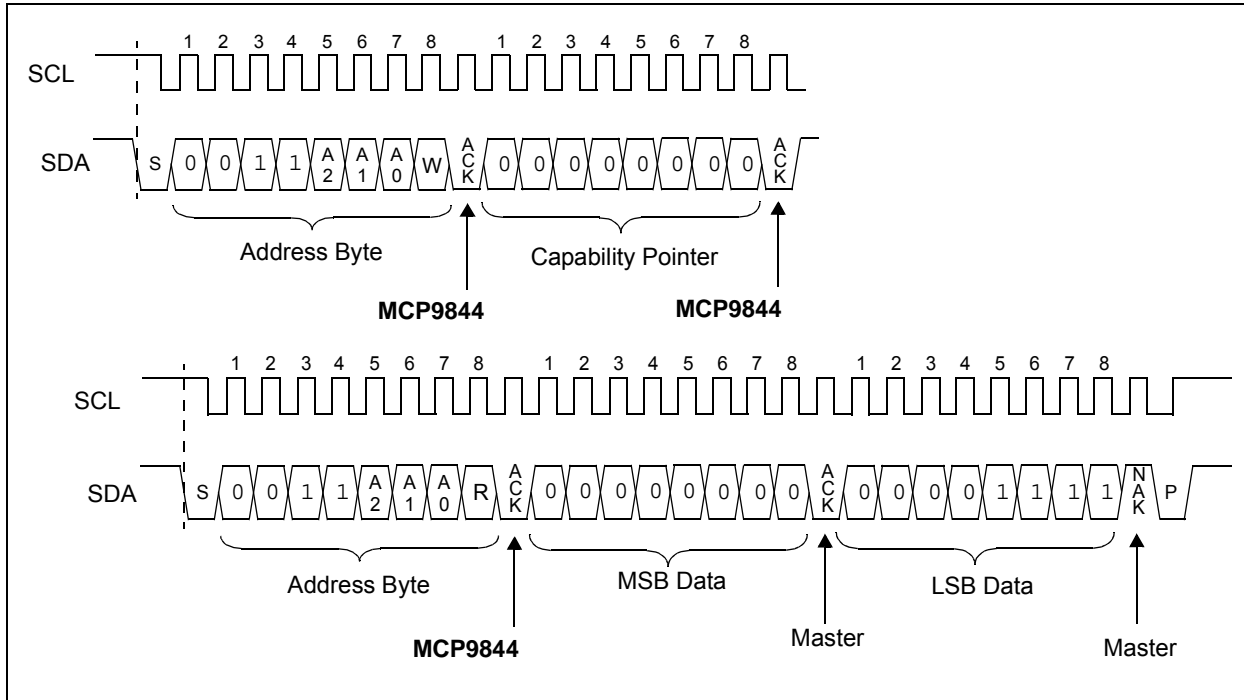 1 2 3 4 5 6 7 8 1 2 3 4 5 6 7 8
SCL
SDA S 0 0 1 1 A2 A1 A0 W ACK 0 0 0 0 0 0 0 0 ACK
Address Byte Capability Pointer
MCP9844 MCP9844
1 2 3 4 5 6 7 8 1 2 3 4 5 6 7 8 1 2 3 4 5 6 7 8
SCL
SDA S 0 0 1 1 A2 A1 A0 R ACK 0 0 0 0 0 0 0 0 ACK 0 0 0 0 1 1 1 1 NAK P
Address Byte MSB Data LSB Data
MCP9844 Master Master